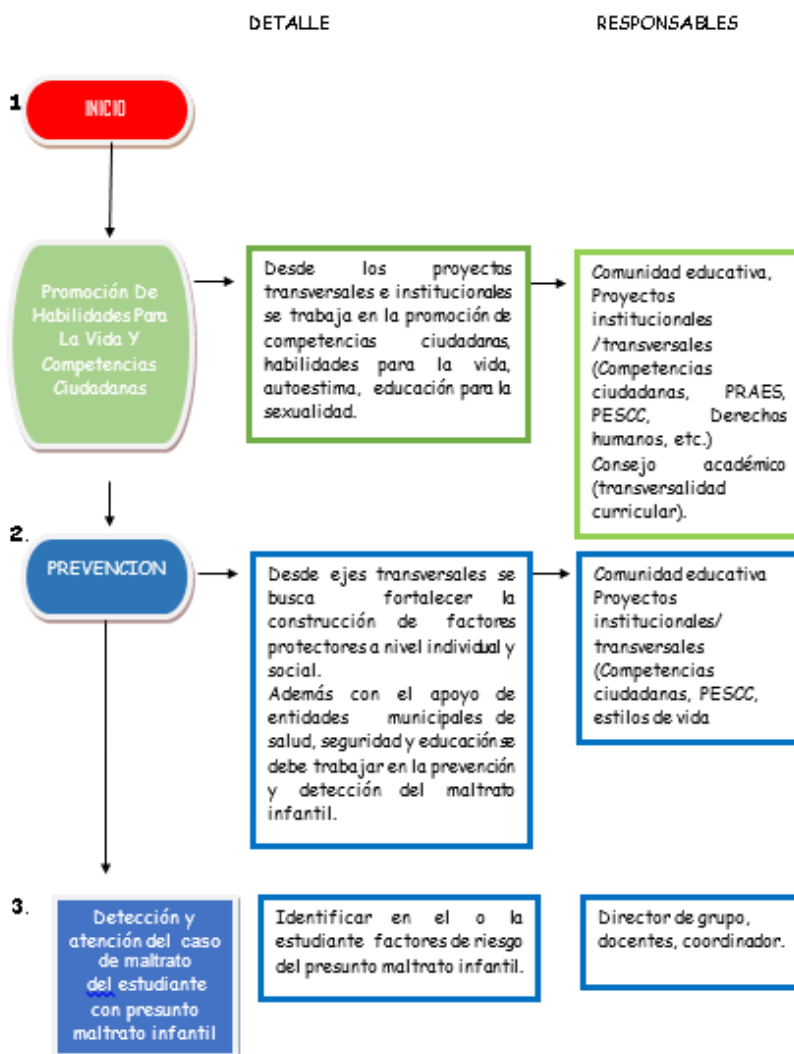 DETALLE
RESPONSABLES
1
INICIO
Promoción De
Habilidades Para
La Vida Y
Competencias
Ciudadanas
Desde los proyectos
transversales e institucionales
se trabaja en la promoción de
competencias ciudadanas,
habilidades para la vida,
autoestima, educación para la
sexualidad.
Comunidad educativa,
Proyectos
institucionales
/transversales
(Competencias
ciudadanas, PRAES,
PESCC, Derechos
humanos, etc.)
Consejo académico
(transversalidad
curricular).
2.
PREVENCION
Desde ejes transversales se
busca fortalecer la
construcción de factores
protectores a nivel individual y
social.
Además con el apoyo de
entidades municipales de
salud, seguridad y educación se
debe trabajar en la prevención
y detección del maltrato
infantil.
Comunidad educativa
Proyectos
institucionales/
transversales
(Competencias
ciudadanas, PESCC,
estilos de vida
3.
Detección y
atención del caso
de maltrato
del estudiante
con presunto
maltrato infantil
Identificar en el o la
estudiante factores de riesgo
del presunto maltrato infantil.
Director de grupo,
docentes, coordinador.